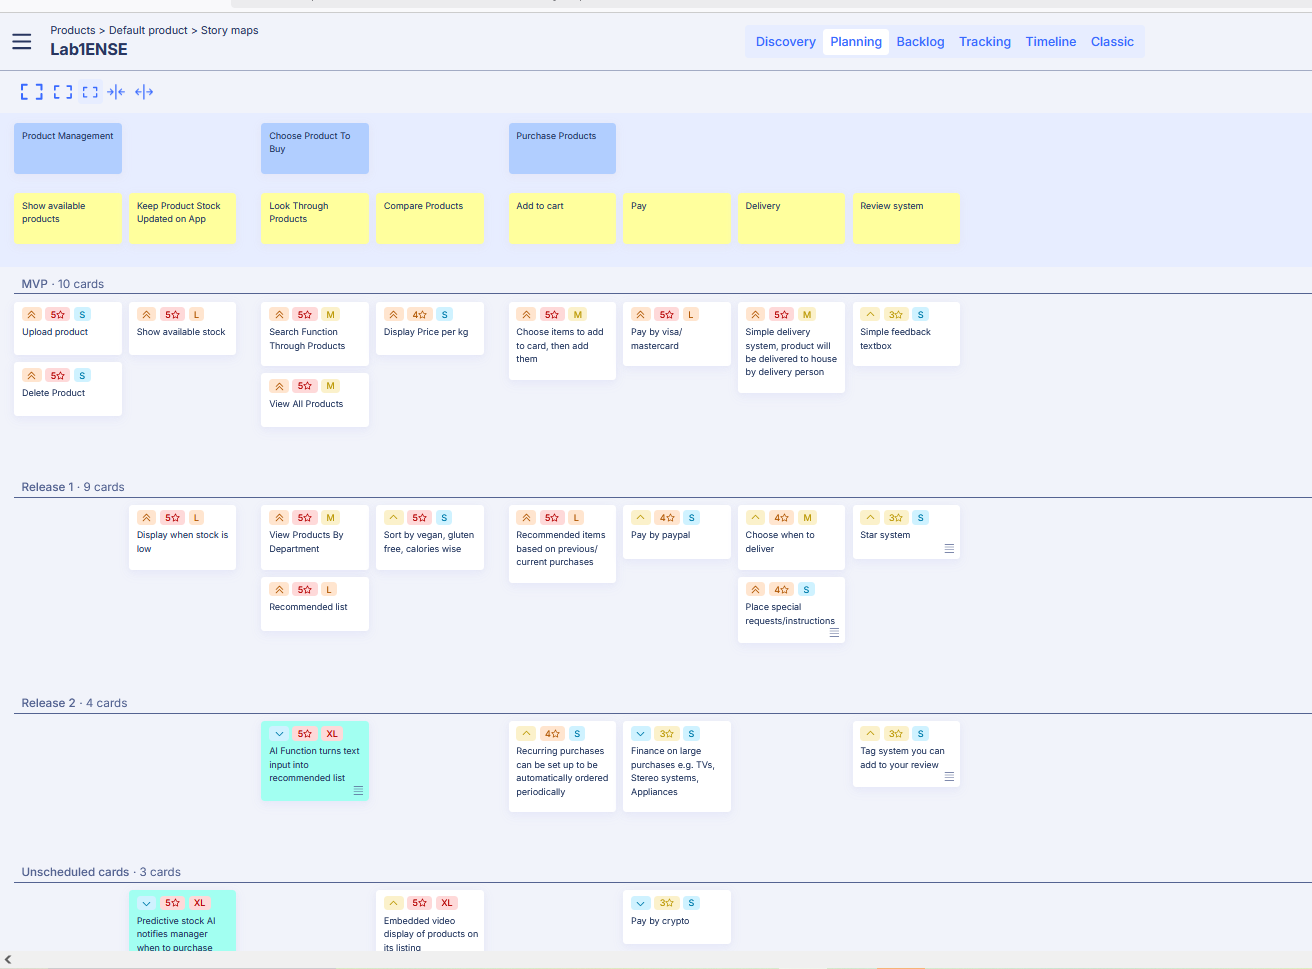 Products > Default product > Story maps
Lab1ENSE
Discovery Planning Backlog Tracking Timeline Classic
Product Management
Choose Product To
Buy
Purchase Products
Show available
products
Keep Product Stock
Updated on App
Look Through
Products
Compare Products
Add to cart
Pay
Delivery
Review system
MVP · 10 cards
5☆ S
Upload product
5☆ L
Show available stock
5☆ M
Search Function
Through Products
4☆ S
Display Price per kg
5☆ M
Choose items to add
to card, then add
them
5☆ L
Pay by visa/
mastercard
5☆ M
Simple delivery
system, product will
be delivered to house
by delivery person
3☆ S
Simple feedback
textbox
5☆ S
Delete Product
5☆ M
View All Products
Release 1 · 9 cards
5☆ L
Display when stock is
low
5☆ M
View Products By
Department
5☆ S
Sort by vegan, gluten
free, calories wise
5☆ L
Recommended items
based on previous/
current purchases
4☆ S
Pay by paypal
4☆ M
Choose when to
deliver
3☆ S
Star system
5☆ L
Recommended list
4☆ S
Place special
requests/instructions
Release 2 · 4 cards
5☆ XL
AI Function turns text
input into
recommended list
4☆ S
Recurring purchases
can be set up to be
automatically ordered
periodically
3☆ S
Finance on large
purchases e.g. TVs,
Stereo systems,
Appliances
3☆ S
Tag system you can
add to your review
Unscheduled cards · 3 cards
5☆ XL
Predictive stock AI
notifies manager
when to purchase
5☆ XL
Embedded video
display of products on
its listing
3☆ S
Pay by crypto